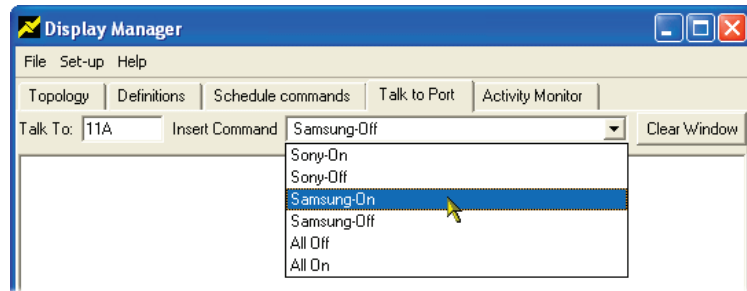 Display Manager
File Set-up Help
Topology Definitions Schedule commands Talk to Port Activity Monitor
Talk To: 11A Insert Command Samsung-Off Clear Window
Sony-On
Sony-Off
Samsung-On
Samsung-Off
All Off
All On